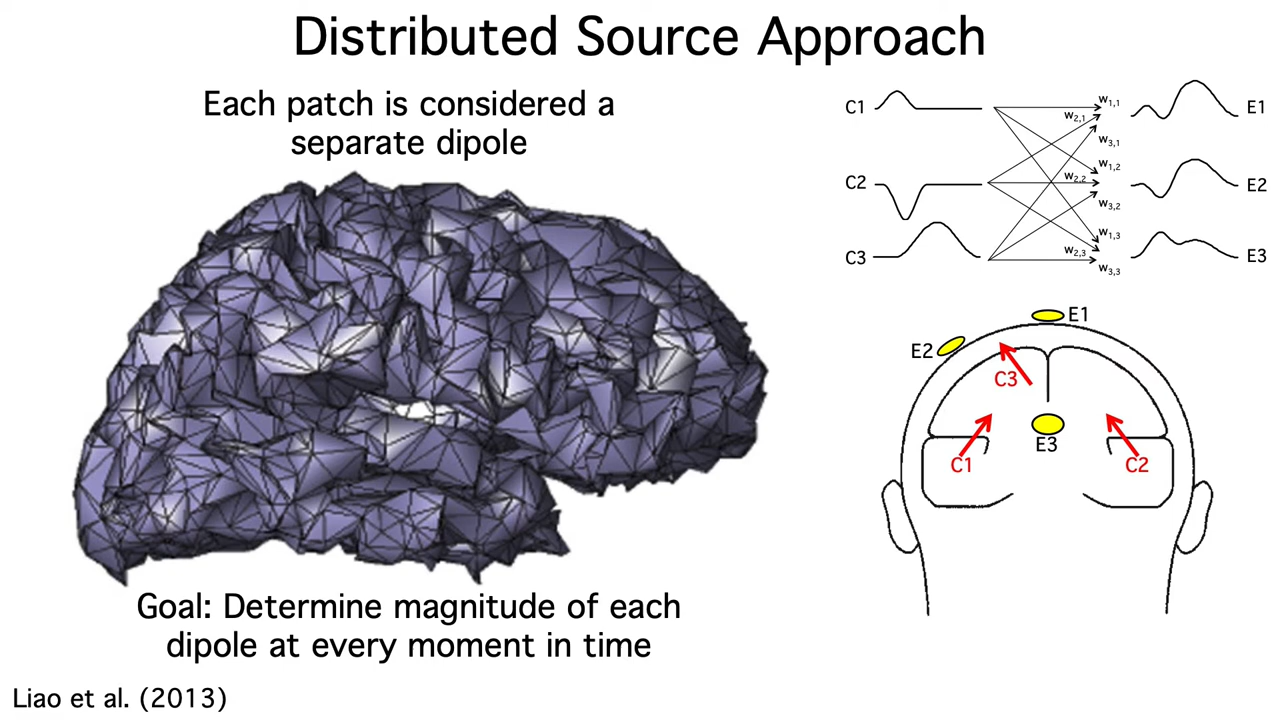 Distributed Source Approach
Each patch is considered a
separate dipole
Goal: Determine magnitude of each
dipole at every moment in time
Liao et al. (2013)
C1
C2
C3
w1,1
w2,1
w3,1
w1,2
w2,2
w3,2
w1,3
w2,3
w3,3
E1
E2
E3
E1
E2
C3
E3
C1
C2